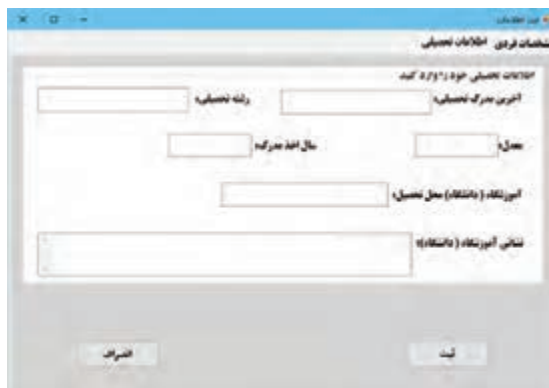 ثبت اطلاعات
مشخصات فردی اطلاعات تحصیلی
اطلاعات تحصیلی خود را وارد کنید
آخرین مدرک تحصیلی: رشته تحصیلی:
معدل: سال اخذ مدرک:
آموزشگاه ( دانشگاه) محل تحصیل:
نشانی آموزشگاه ( دانشگاه):
ثبت انصراف